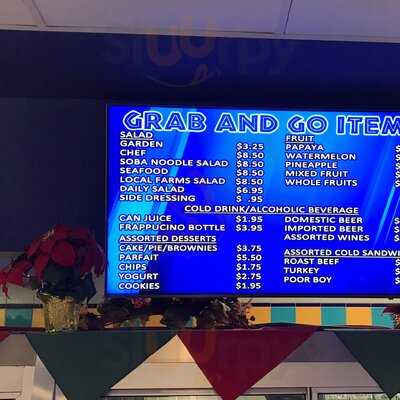 GRAB AND GO ITEM
SALAD
GARDEN $3.25
CHEF $8.50
SOBA NOODLE SALAD $8.50
SEAFOOD $8.50
LOCAL FARMS SALAD $8.50
DAILY SALAD $6.95
SIDE DRESSING $ .95
FRUIT
PAPAYA $
WATERMELON $
PINEAPPLE $
MIXED FRUIT $
WHOLE FRUITS $
COLD DRINK/ALCOHOLIC BEVERAGE
CAN JUICE $1.95
FRAPPUCINO BOTTLE $3.95
DOMESTIC BEER $
IMPORTED BEER $
ASSORTED WINES $
ASSORTED DESSERTS
CAKE/PIE/BROWNIES $3.75
PARFAIT $5.50
CHIPS $1.75
YOGURT $2.75
COOKIES $1.95
ASSORTED COLD SANDWI
ROAST BEEF $
TURKEY $
POOR BOY $